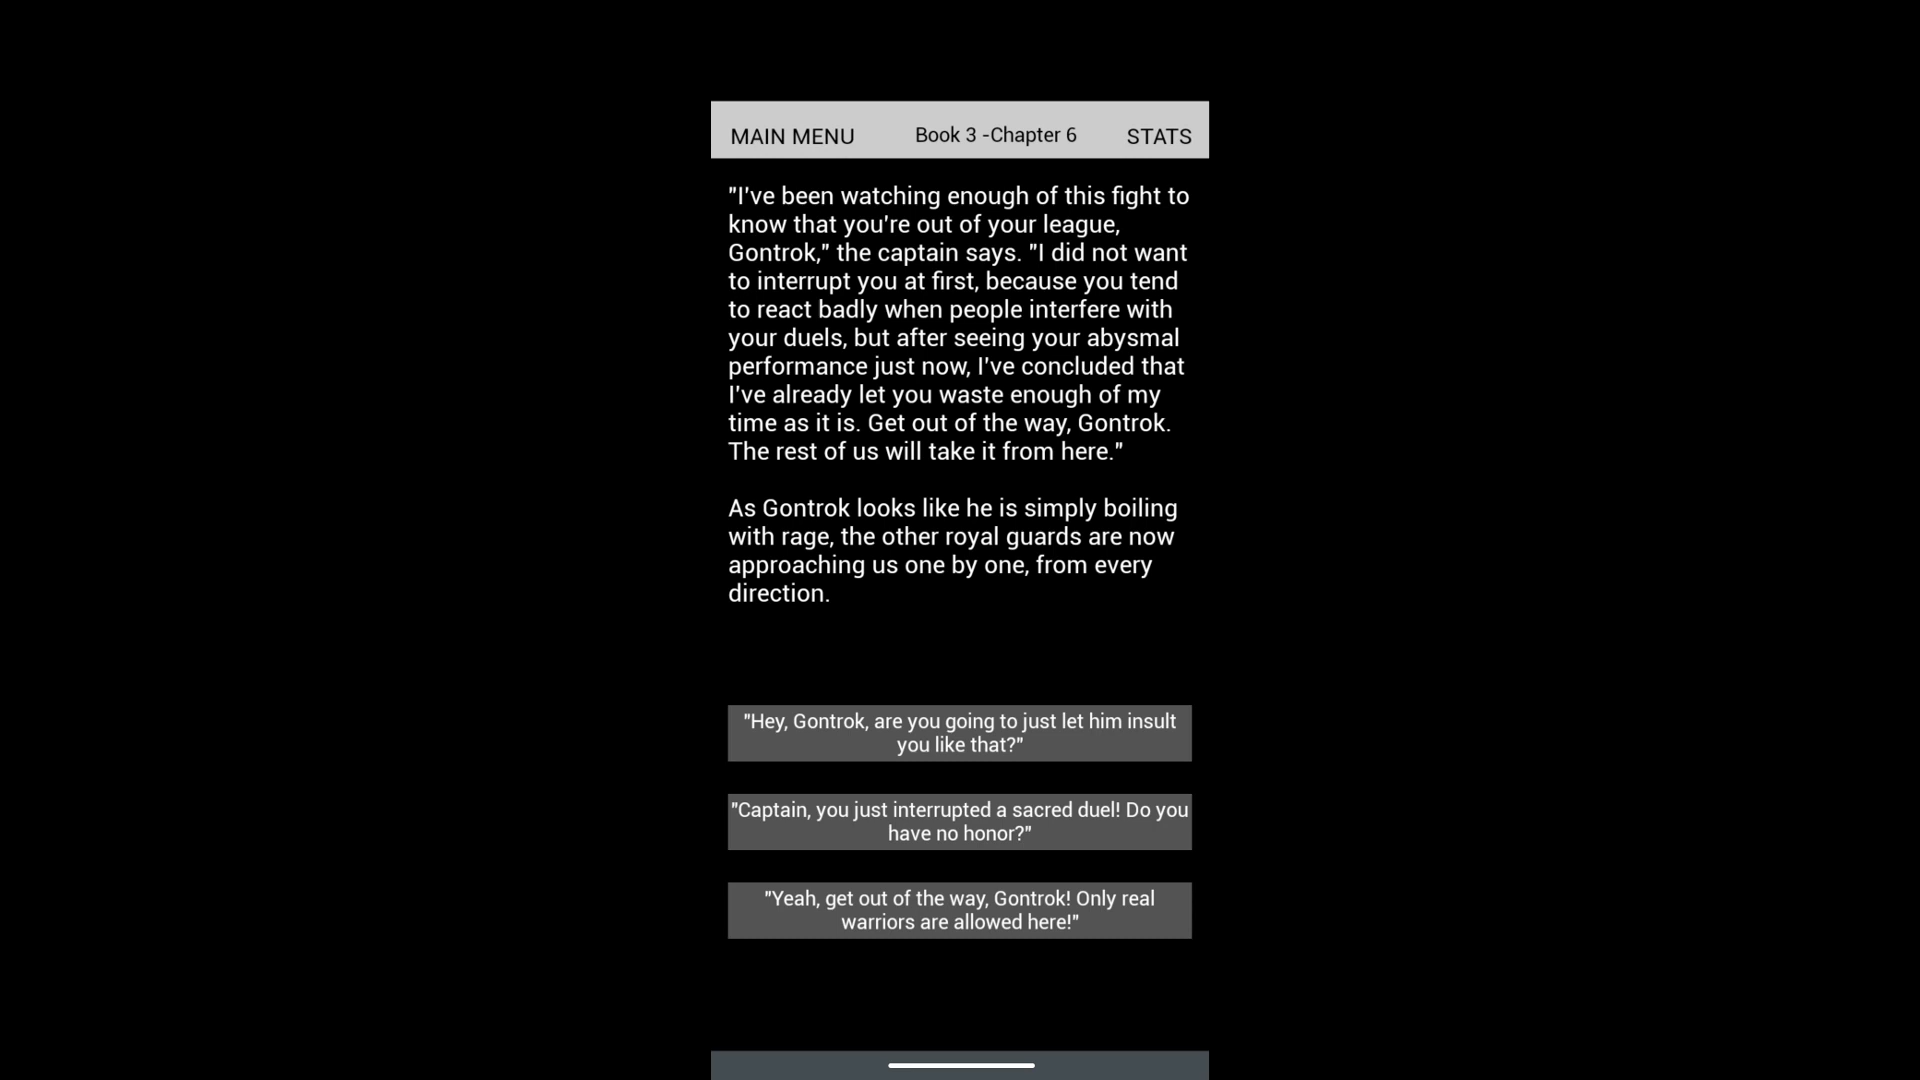 MAIN MENU
Book 3 -Chapter 6
STATS
"I've been watching enough of this fight to
know that you're out of your league,
Gontrok," the captain says. "I did not want
to interrupt you at first, because you tend
to react badly when people interfere with
your duels, but after seeing your abysmal
performance just now, I've concluded that
I've already let you waste enough of my
time as it is. Get out of the way, Gontrok.
The rest of us will take it from here."
As Gontrok looks like he is simply boiling
with rage, the other royal guards are now
approaching us one by one, from every
direction.
"Hey, Gontrok, are you going to just let him insult
you like that?"
"Captain, you just interrupted a sacred duel! Do you
have no honor?"
"Yeah, get out of the way, Gontrok! Only real
warriors are allowed here!"